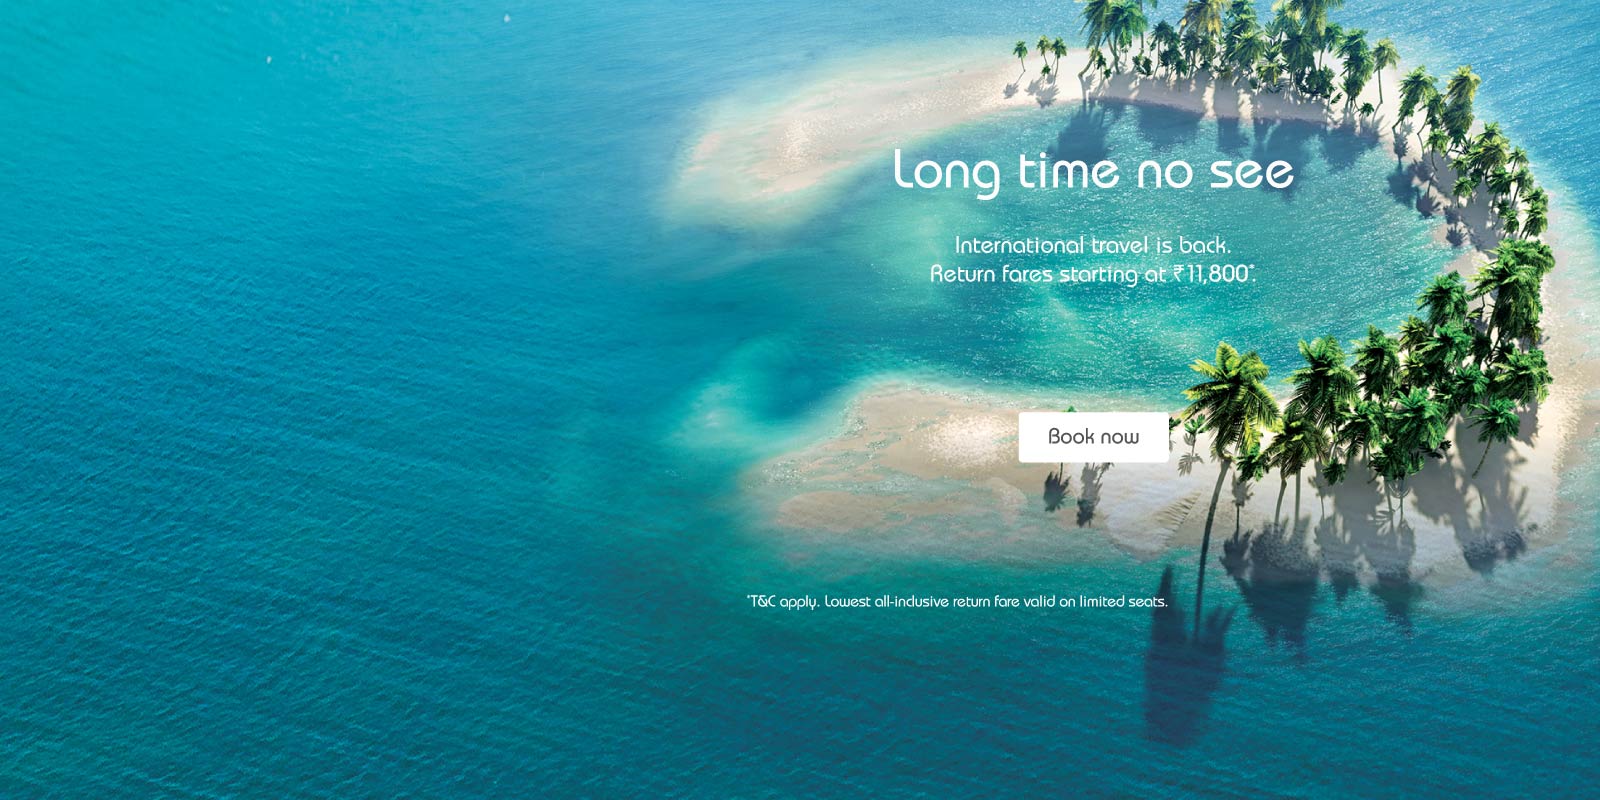 Long time no see
International travel is back.
Return fares starting at ₹11,800*.
Book now
*T&C apply. Lowest all-inclusive return fare valid on limited seats.